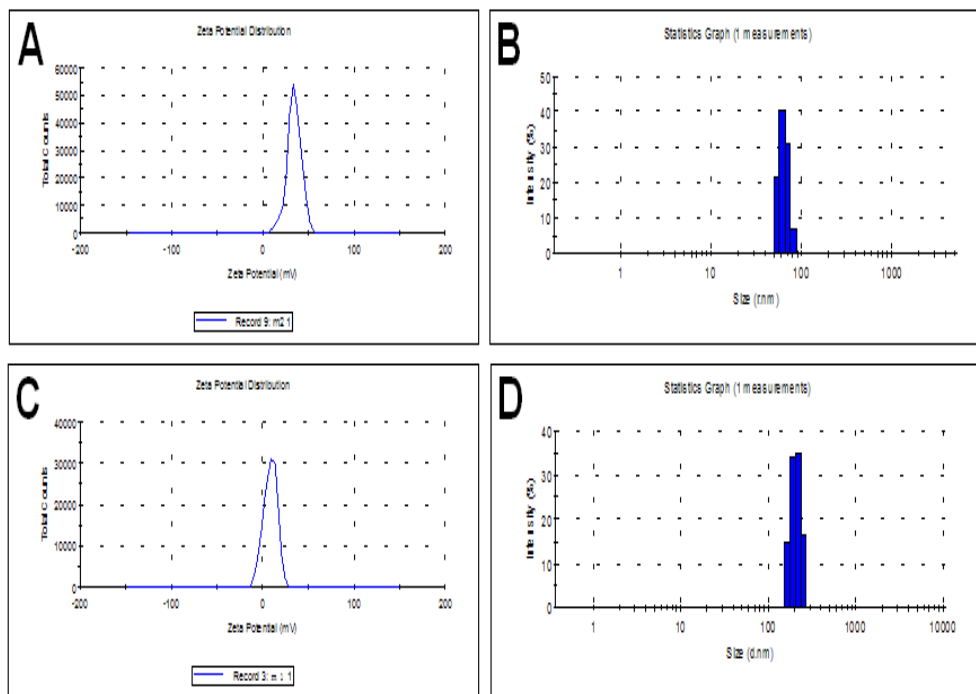 A
Zeta Potential Distribution
Total Counts
60000
50000
40000
30000
20000
10000
0
-200 -100 0 100 200
Zeta Potential (mV)
Record 9: m2 1
B
Statistics Graph (1 measurements)
Intensity (%)
50
40
30
20
10
0
1 10 100 1000
Size (r.nm)
C
Zeta Potential Distribution
Total Counts
40000
30000
20000
10000
0
-200 -100 0 100 200
Zeta Potential (mV)
Record 3: m 1 1
D
Statistics Graph (1 measurements)
Intensity (%)
40
30
20
10
0
1 10 100 1000 10000
Size (d.nm)